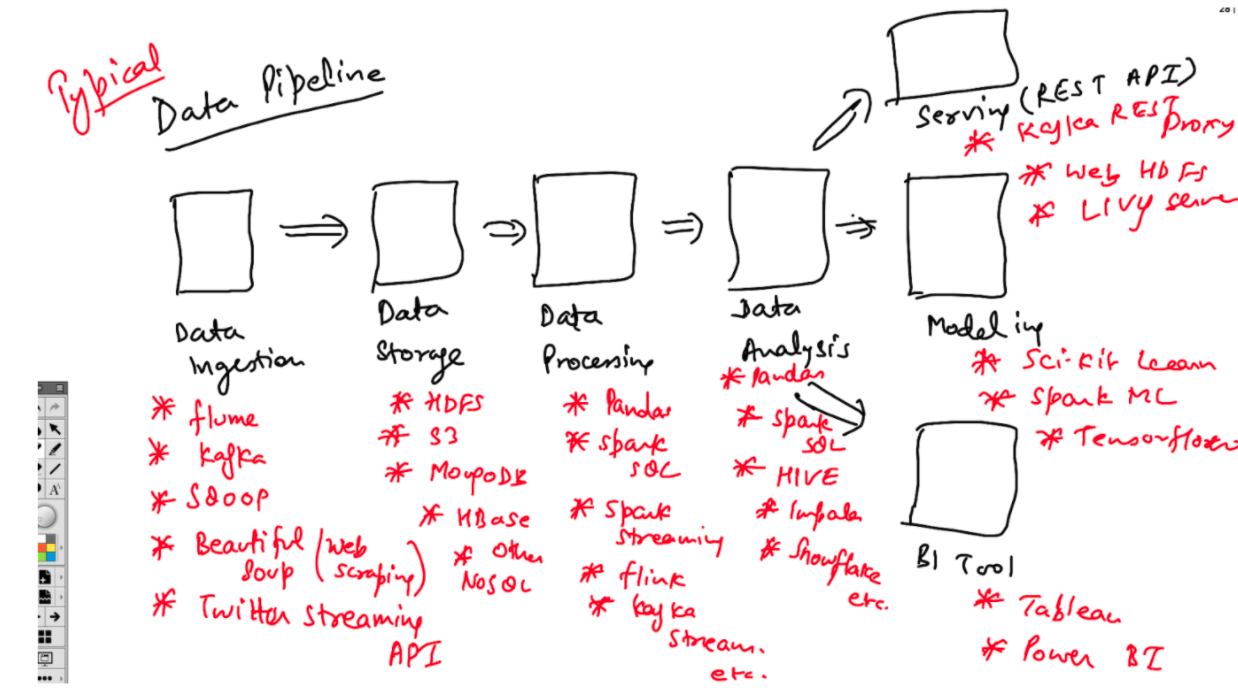 Typical
Data Pipeline
Serving (REST API)
* Kafka REST Proxy
* Web HDFS
* LIVY Server
Data
Ingestion
* flume
* Kafka
* SQOOP
* Beautiful Soup (Web scraping)
* Twitter Streaming
API
Data
Storage
* HDFS
* S3
* MongoDB
* HBase
* Other
NoSQL
Data
Processing
* Pandas
* Spark
SQL
* Spark
Streaming
* flink
* Kafka
Stream.
etc.
Data
Analysis
* Pandas
* Spark
SQL
* HIVE
* Impala
* Snowflake
etc.
Modeling
* Sci-Kit Learn
* Spark ML
* Tensorflow
BI Tool
* Tableau
* Power BI